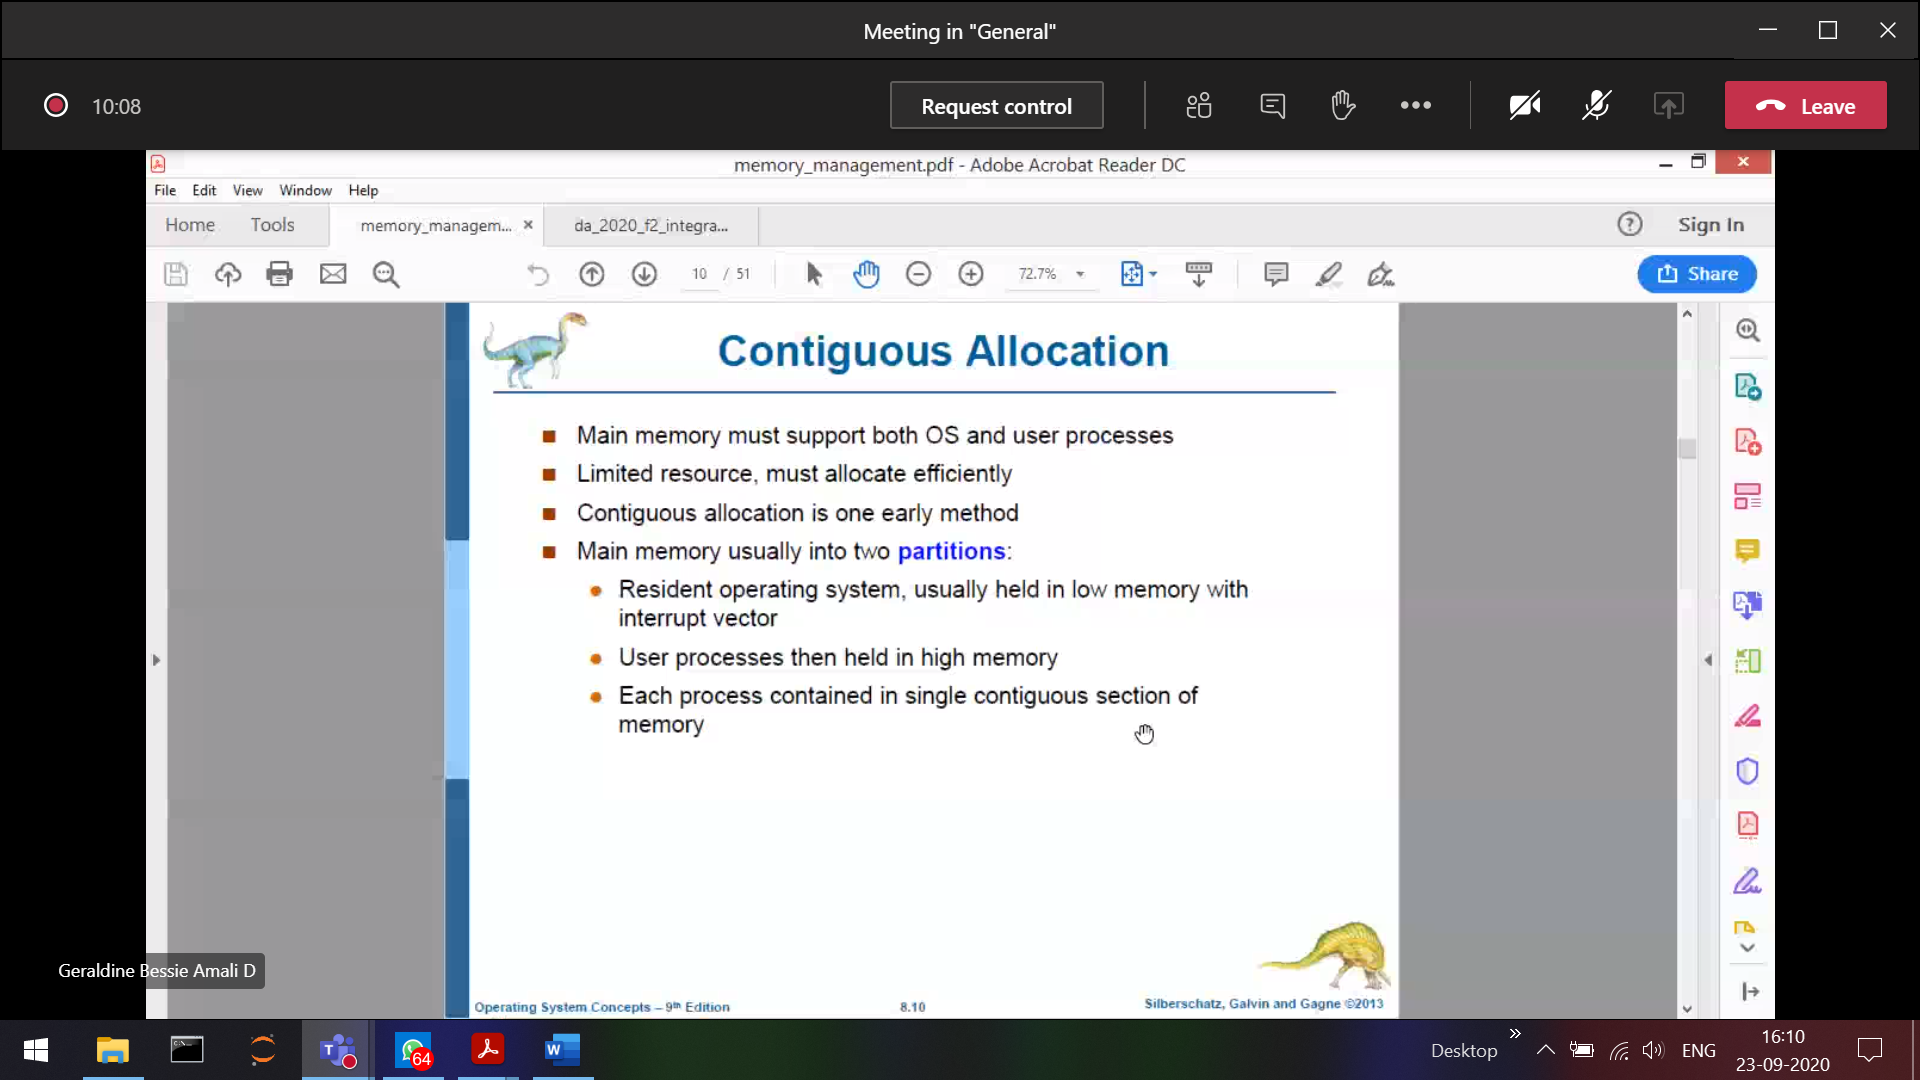 Meeting in "General"
10:08
Request control
Leave
memory_management.pdf - Adobe Acrobat Reader DC
File Edit View Window Help
Home Tools memory_managem... × da_2020_f2_integra... Sign In
10 / 51 72.7% Share
Contiguous Allocation
Main memory must support both OS and user processes
Limited resource, must allocate efficiently
Contiguous allocation is one early method
Main memory usually into two partitions:
Resident operating system, usually held in low memory with
interrupt vector
User processes then held in high memory
Each process contained in single contiguous section of
memory
Geraldine Bessie Amali D
Operating System Concepts – 9th Edition 8.10 Silberschatz, Galvin and Gagne ©2013
64
Desktop ENG 16:10
23-09-2020